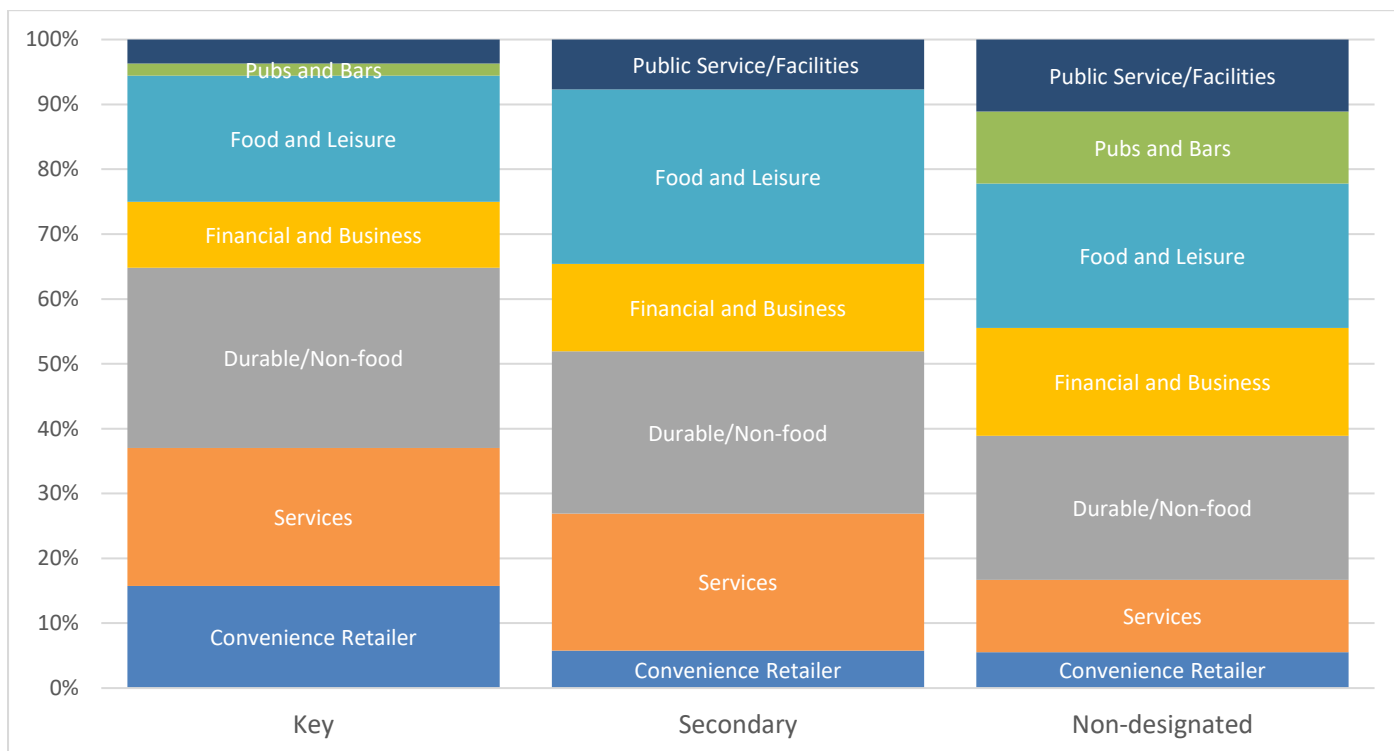 100%
90%
80%
70%
60%
50%
40%
30%
20%
10%
0%
Pubs and Bars
Food and Leisure
Financial and Business
Durable/Non-food
Services
Convenience Retailer
Public Service/Facilities
Food and Leisure
Financial and Business
Durable/Non-food
Services
Convenience Retailer
Public Service/Facilities
Pubs and Bars
Food and Leisure
Financial and Business
Durable/Non-food
Services
Convenience Retailer
Key
Secondary
Non-designated